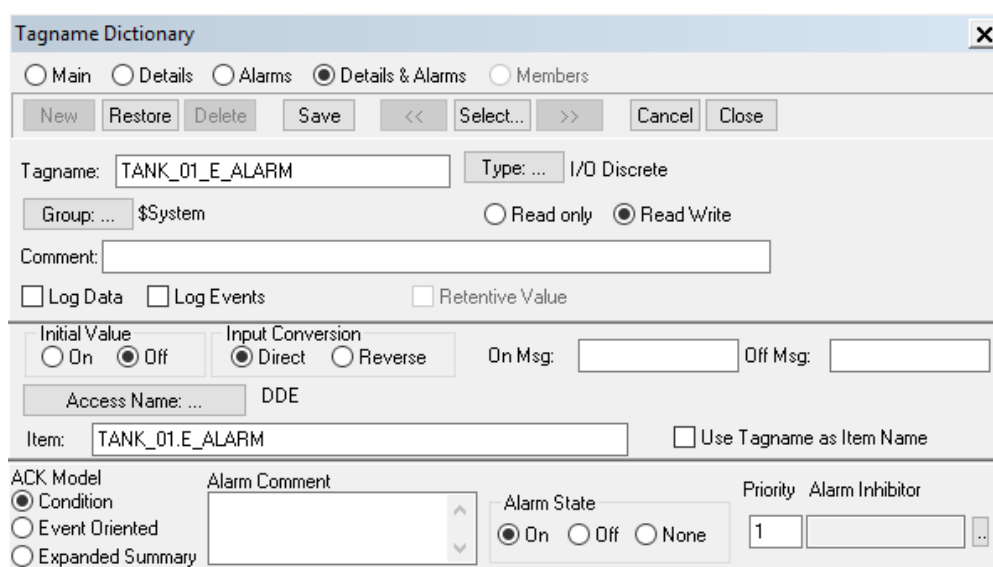 Tagname Dictionary
Main Details Alarms Details & Alarms Members
New Restore Delete Save << Select... >> Cancel Close
Tagname: TANK_01_E_ALARM Type: ... I/O Discrete
Group: ... $System Read only Read Write
Comment:
Log Data Log Events Retentive Value
Initial Value Input Conversion
On Off Direct Reverse On Msg: Off Msg:
Access Name: ... DDE
Item: TANK_01.E_ALARM Use Tagname as Item Name
ACK Model Alarm Comment Priority Alarm Inhibitor
Condition Alarm State
Event Oriented On Off None 1 ..
Expanded Summary